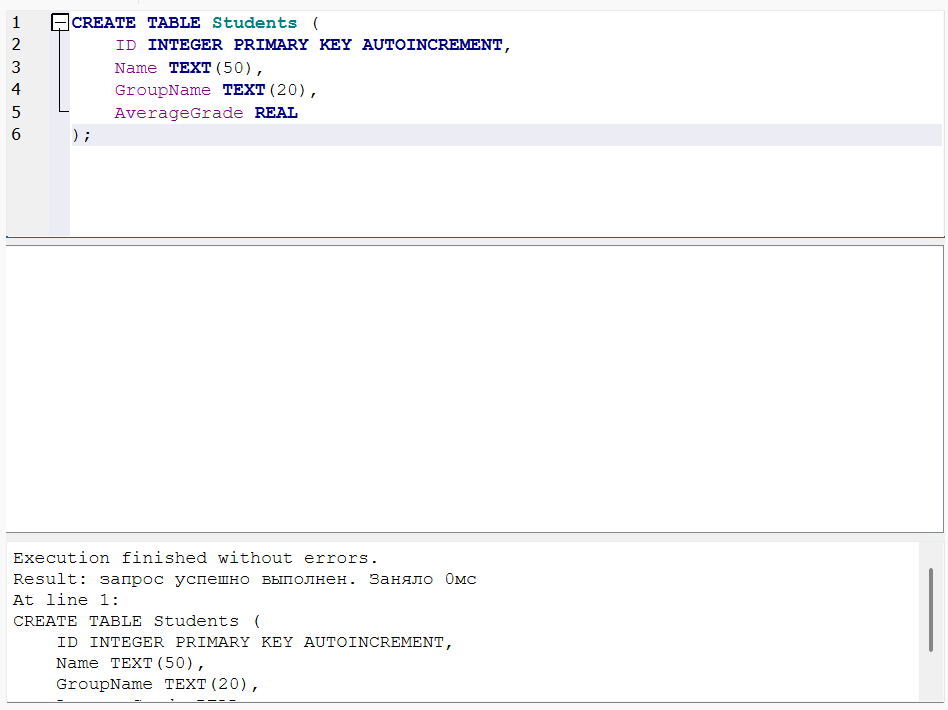 1 CREATE TABLE Students (
2 ID INTEGER PRIMARY KEY AUTOINCREMENT,
3 Name TEXT(50),
4 GroupName TEXT(20),
5 AverageGrade REAL
6 );
Execution finished without errors.
Result: запрос успешно выполнен. Заняло 0мс
At line 1:
CREATE TABLE Students (
ID INTEGER PRIMARY KEY AUTOINCREMENT,
Name TEXT(50),
GroupName TEXT(20),